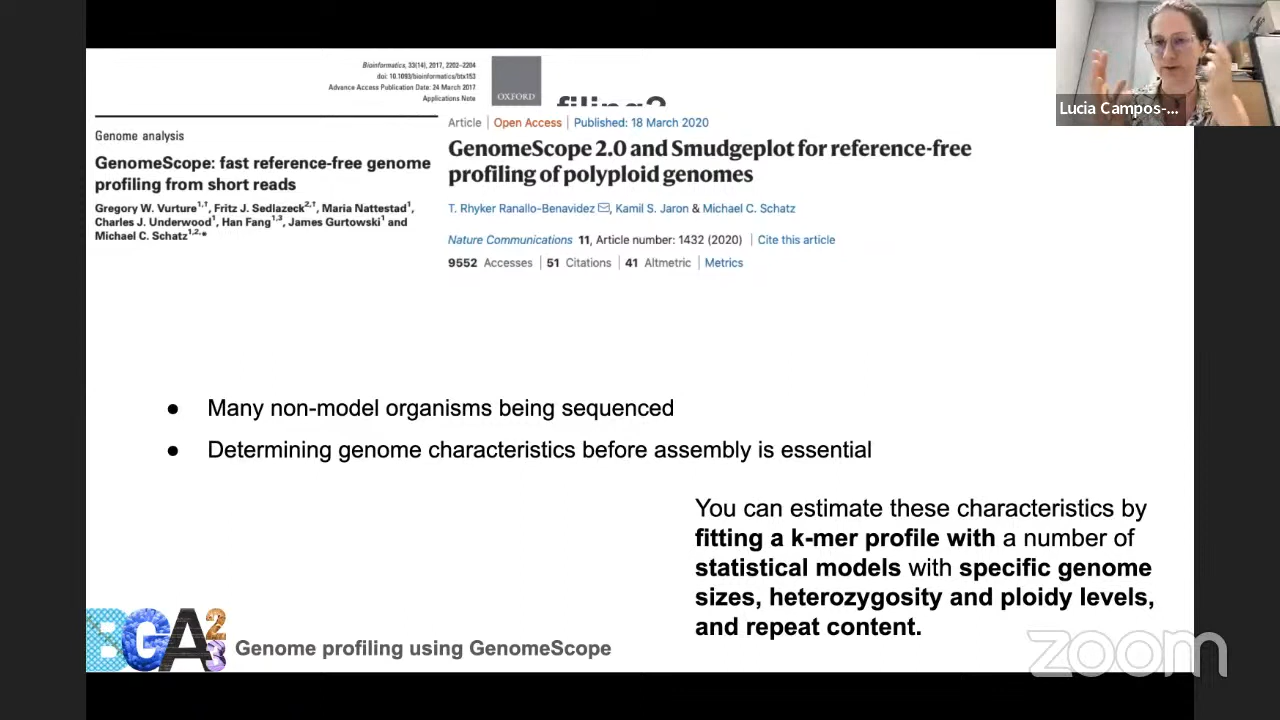 Bioinformatics, 33(14), 2017, 2202–2204
doi: 10.1093/bioinformatics/btx153
Advance Access Publication Date: 24 March 2017
Applications Note
OXFORD
Genome analysis
GenomeScope: fast reference-free genome
profiling from short reads
Gregory W. Vurture1,†, Fritz J. Sedlazeck2,†, Maria Nattestad1,
Charles J. Underwood1, Han Fang1,3, James Gurtowski1 and
Michael C. Schatz1,2,*
filing?
Article | Open Access | Published: 18 March 2020
GenomeScope 2.0 and Smudgeplot for reference-free
profiling of polyploid genomes
T. Rhyker Ranallo-Benavidez, Kamil S. Jaron & Michael C. Schatz
Nature Communications 11, Article number: 1432 (2020) | Cite this article
9552 Accesses | 51 Citations | 41 Altmetric | Metrics
Lucia Campos-...
● Many non-model organisms being sequenced
● Determining genome characteristics before assembly is essential
You can estimate these characteristics by
fitting a k-mer profile with a number of
statistical models with specific genome
sizes, heterozygosity and ploidy levels,
and repeat content.
BGA23
Genome profiling using GenomeScope
zoom